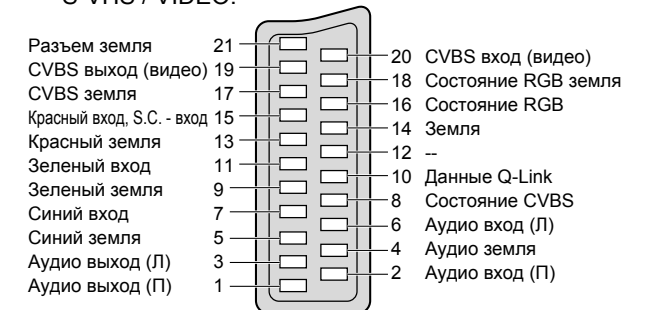 S-VHS / VIDEO.
Разъем земля 21
CVBS выход (видео) 19
CVBS земля 17
Красный вход, S.C. - вход 15
Красный земля 13
Зеленый вход 11
Зеленый земля 9
Синий вход 7
Синий земля 5
Аудио выход (Л) 3
Аудио выход (П) 1
20 CVBS вход (видео)
18 Состояние RGB земля
16 Состояние RGB
14 Земля
12 --
10 Данные Q-Link
8 Состояние CVBS
6 Аудио вход (Л)
4 Аудио земля
2 Аудио вход (П)